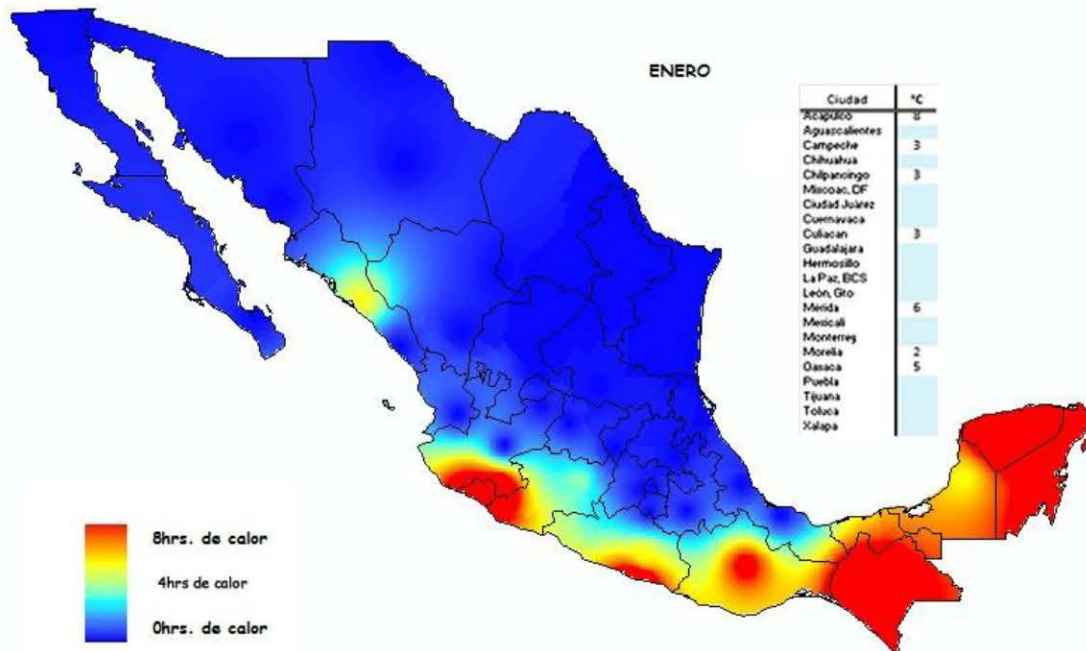 ENERO
Ciudad °C
Acapulco 8
Aguascalientes
Campeche 3
Chihuahua
Chilpancingo 3
Mixcoac, DF
Ciudad Juárez
Cuernavaca
Culiacan 3
Guadalajara
Hermosillo
La Paz, BCS
León, Gto
Merida 6
Mexicali
Monterrey
Morelia 2
Oaxaca 5
Puebla
Tijuana
Toluca
Xalapa
8hrs. de calor
4hrs de calor
0hrs. de calor